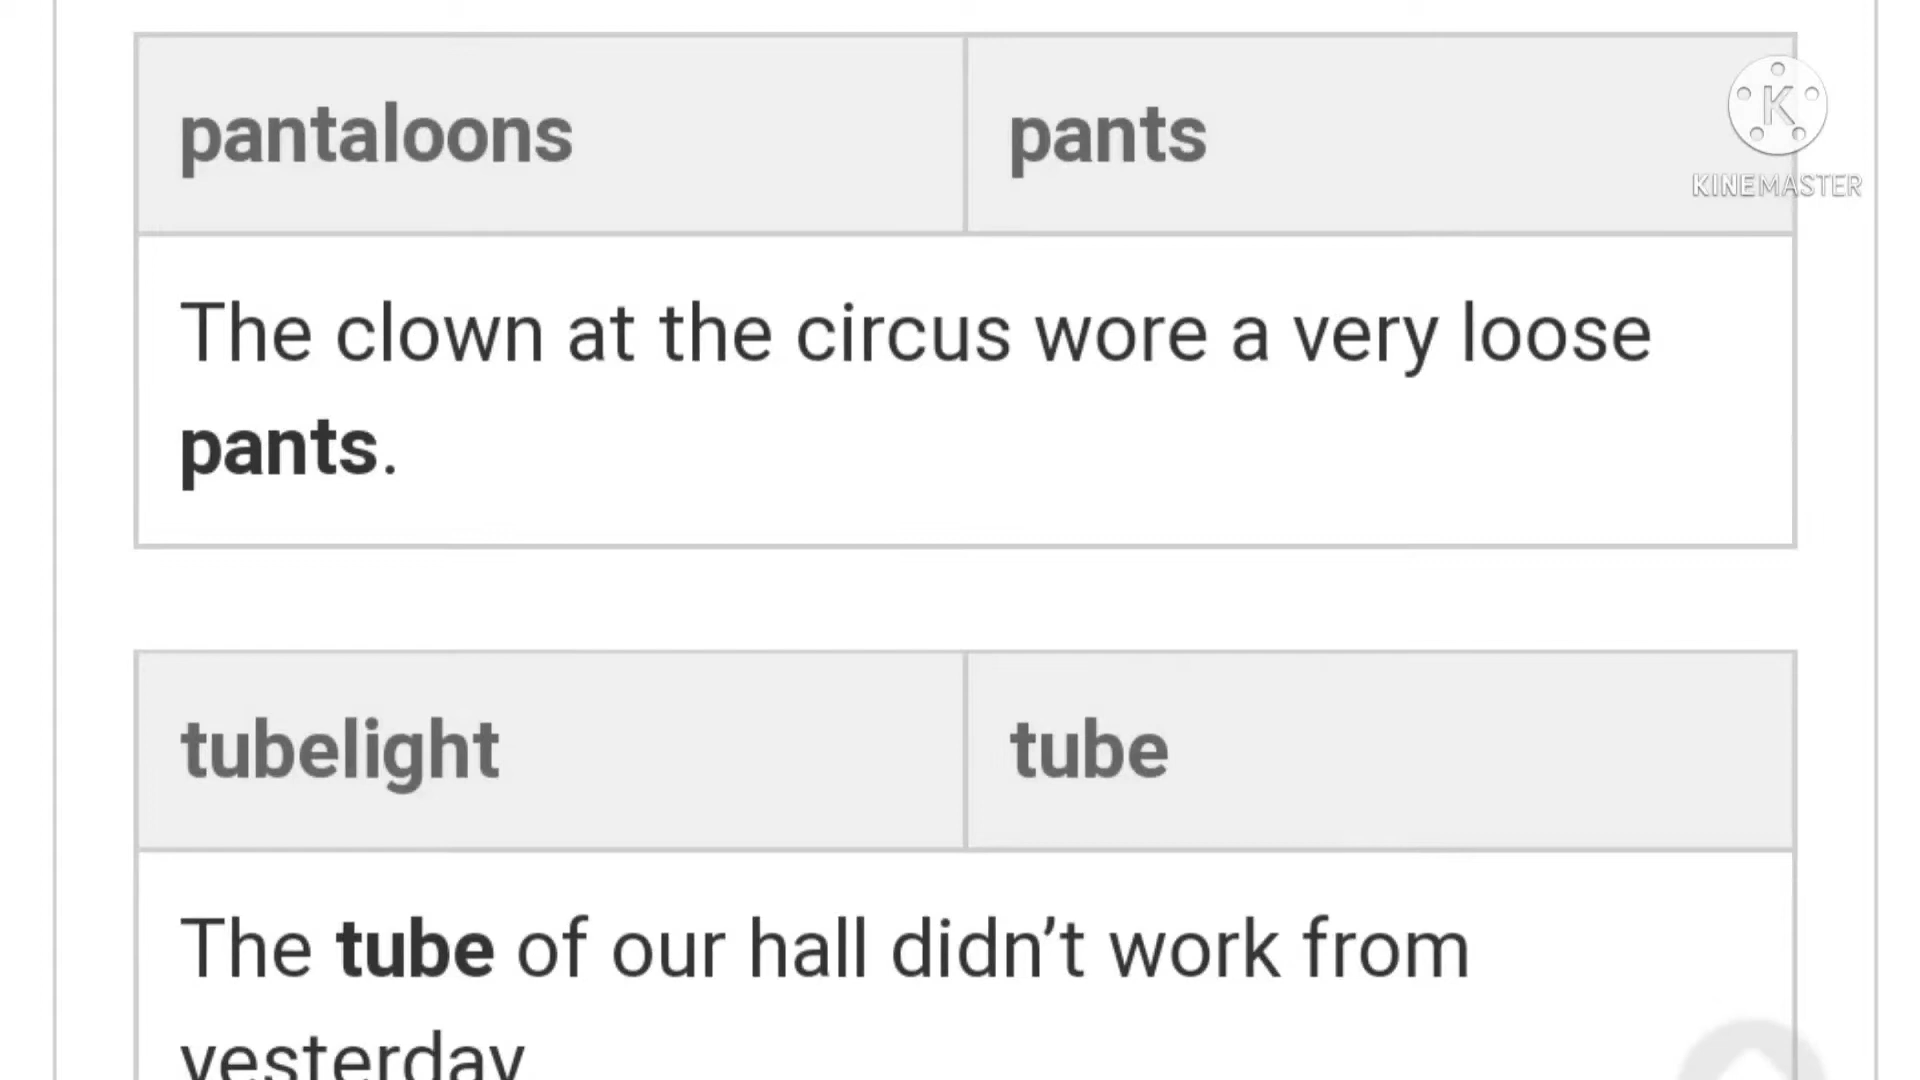 pantaloons pants
K
KINEMASTER
The clown at the circus wore a very loose
pants.
tubelight tube
The tube of our hall didn’t work from
yesterday